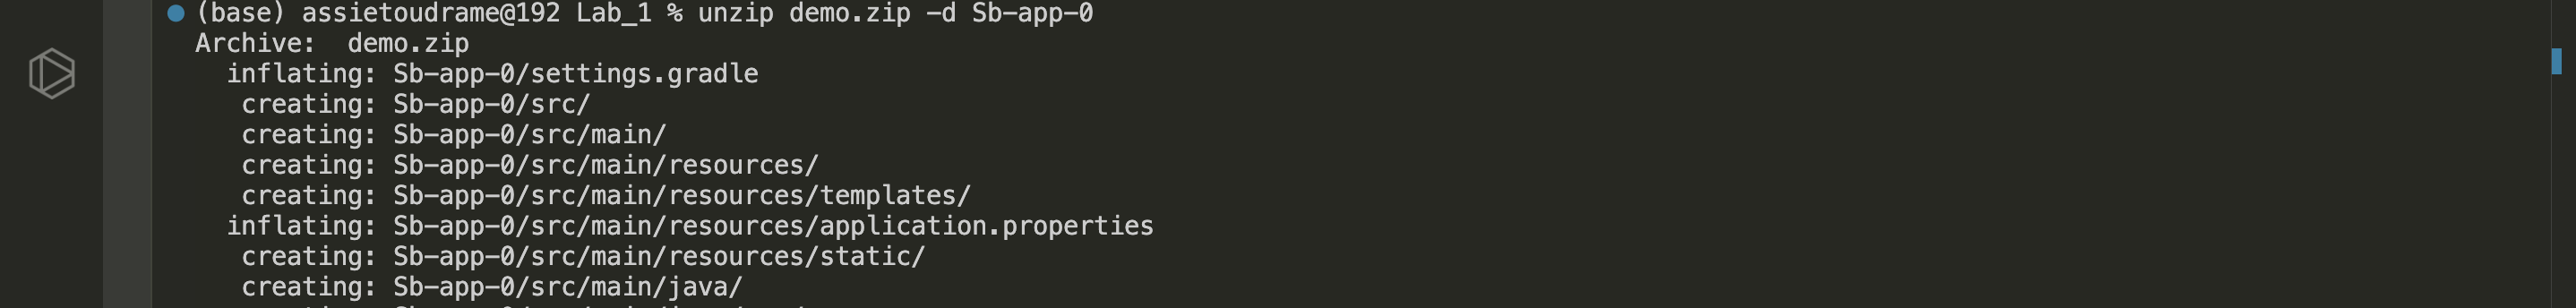 (base) assietoudrame@192 Lab_1 % unzip demo.zip -d Sb-app-0
Archive:  demo.zip
  inflating: Sb-app-0/settings.gradle
   creating: Sb-app-0/src/
   creating: Sb-app-0/src/main/
   creating: Sb-app-0/src/main/resources/
   creating: Sb-app-0/src/main/resources/templates/
  inflating: Sb-app-0/src/main/resources/application.properties
   creating: Sb-app-0/src/main/resources/static/
   creating: Sb-app-0/src/main/java/